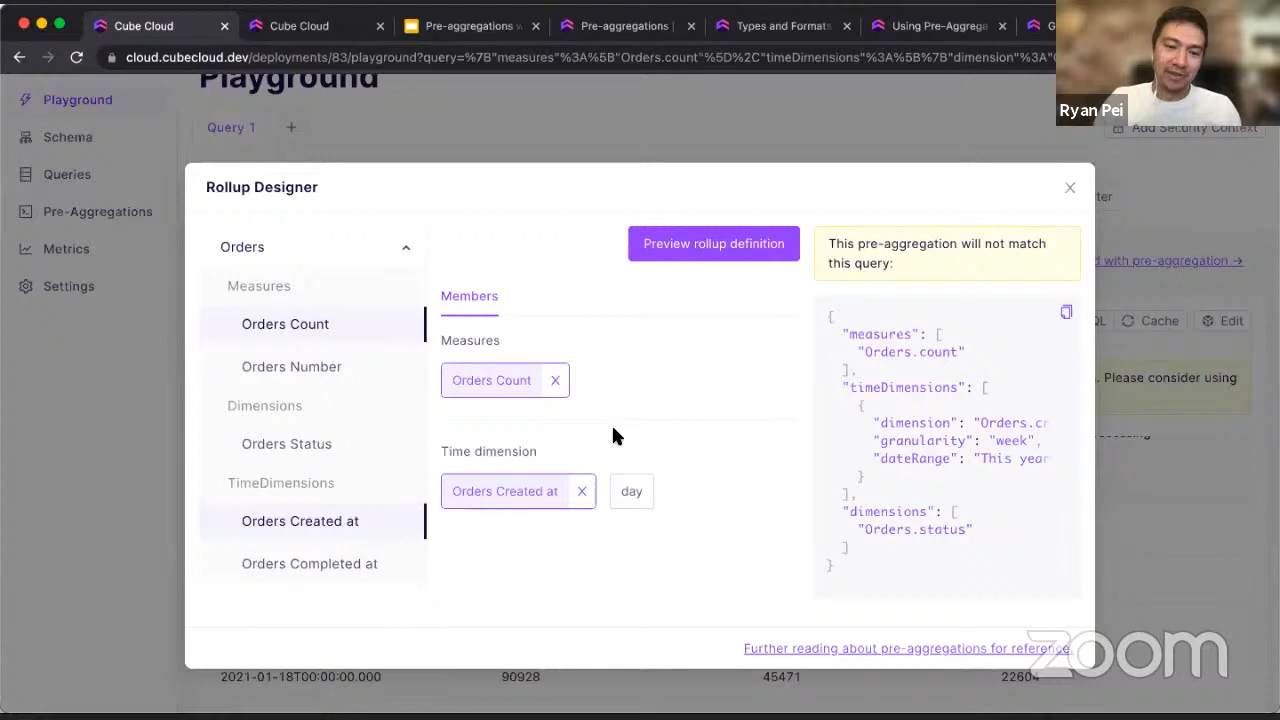 Cube Cloud
Cube Cloud
Pre-aggregations
Pre-aggregations
Types and Formats
Using Pre-Aggrega
G
cloud.cubecloud.dev/deployments/83/playground?query=%7B"measures"%3A%5B"Orders.count"%5D%2C"timeDimensions"%3A%5B%7B"dimension"%3A"O
Ryan Pei
Playground
Playground
Schema
Queries
Pre-Aggregations
Metrics
Settings
Query 1
Add Security Context
Rollup Designer
Orders
Measures
Orders Count
Orders Number
Dimensions
Orders Status
TimeDimensions
Orders Created at
Orders Completed at
Preview rollup definition
Members
Measures
Orders Count
Time dimension
Orders Created at
day
This pre-aggregation will not match
this query:
{
"measures": [
"Orders.count"
],
"timeDimensions": [
{
"dimension": "Orders.cr
"granularity": "week",
"dateRange": "This year
}
],
"dimensions": [
"Orders.status"
]
}
d with pre-aggregation →
QL
Cache
Edit
. Please consider using
Further reading about pre-aggregations for reference.
2021-01-18T00:00:00.000
90928
45471
22604
zoom